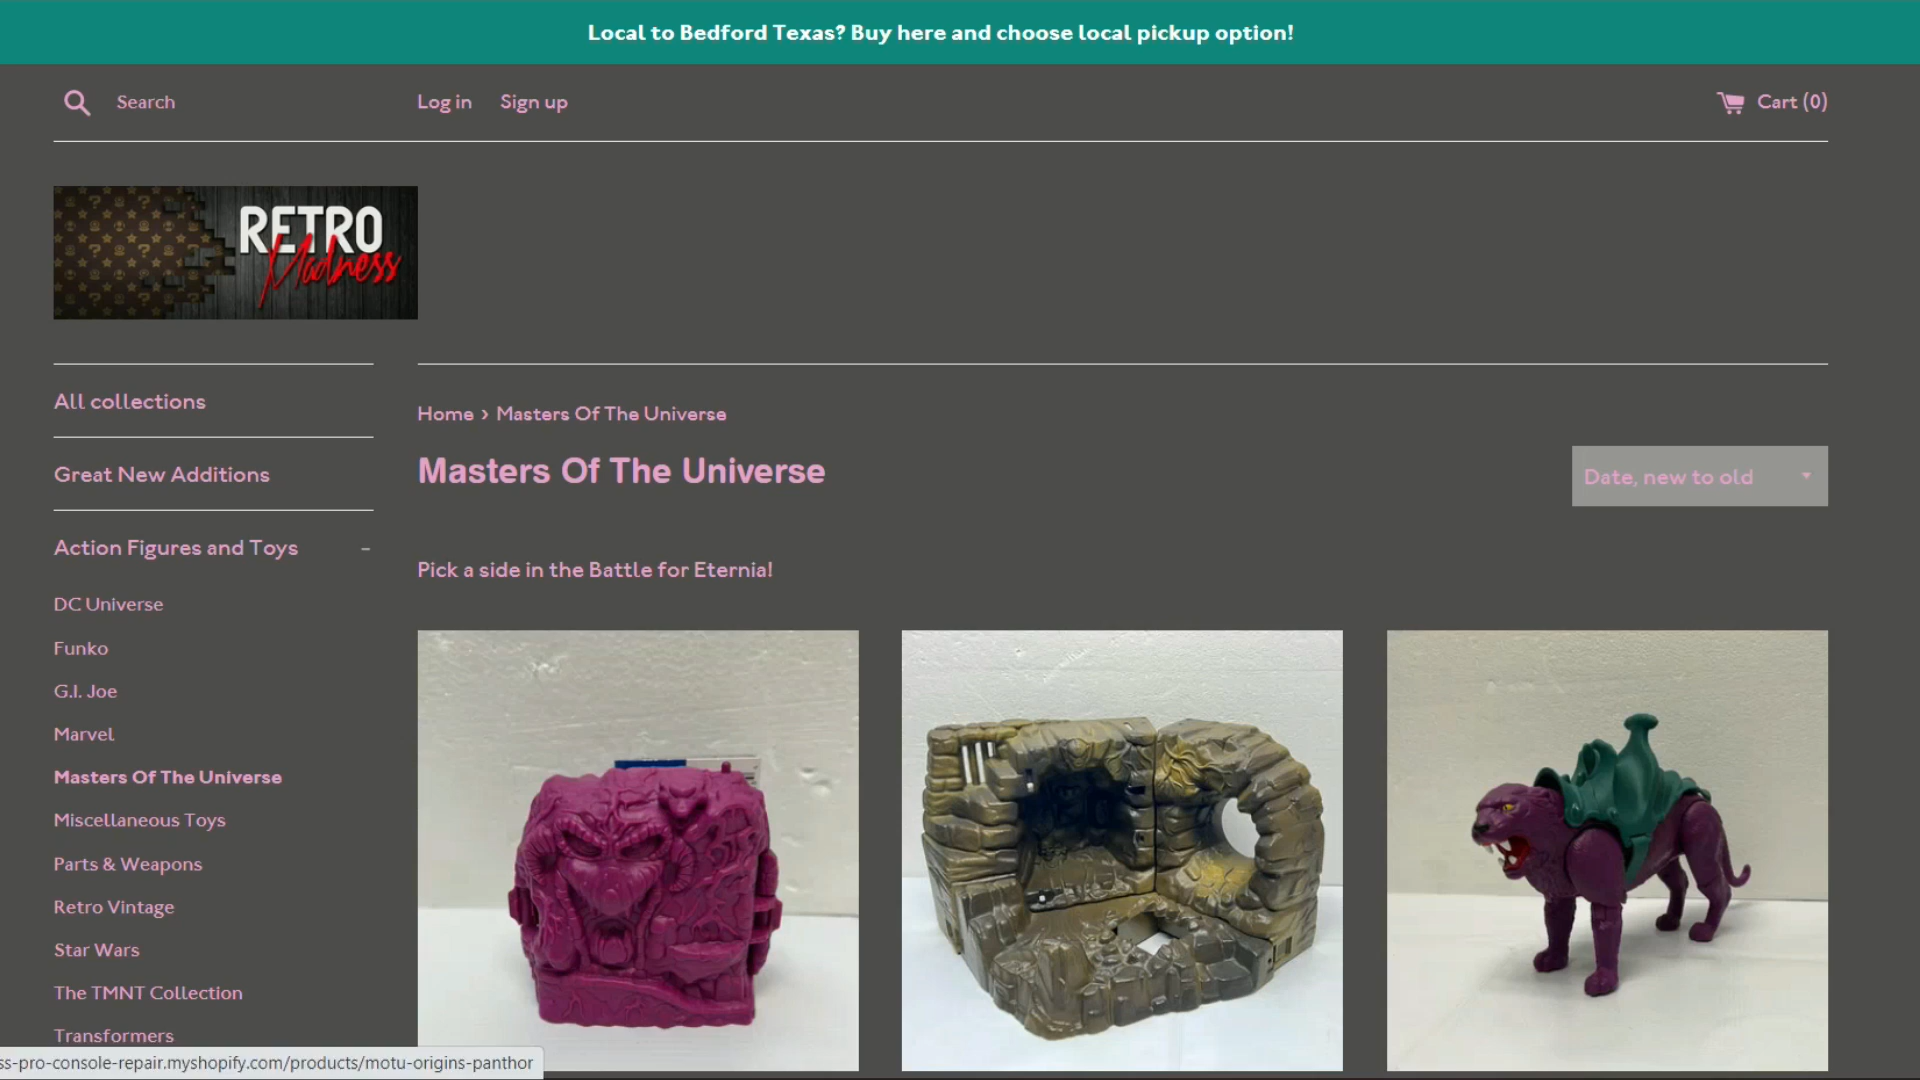 Local to Bedford Texas? Buy here and choose local pickup option!
Search
Log in
Sign up
Cart (0)
RETRO
Madness
All collections
Great New Additions
Action Figures and Toys
DC Universe
Funko
G.I. Joe
Marvel
Masters Of The Universe
Miscellaneous Toys
Parts & Weapons
Retro Vintage
Star Wars
The TMNT Collection
Transformers
Home › Masters Of The Universe
Masters Of The Universe
Date, new to old
Pick a side in the Battle for Eternia!
ss-pro-console-repair.myshopify.com/products/motu-origins-panthor